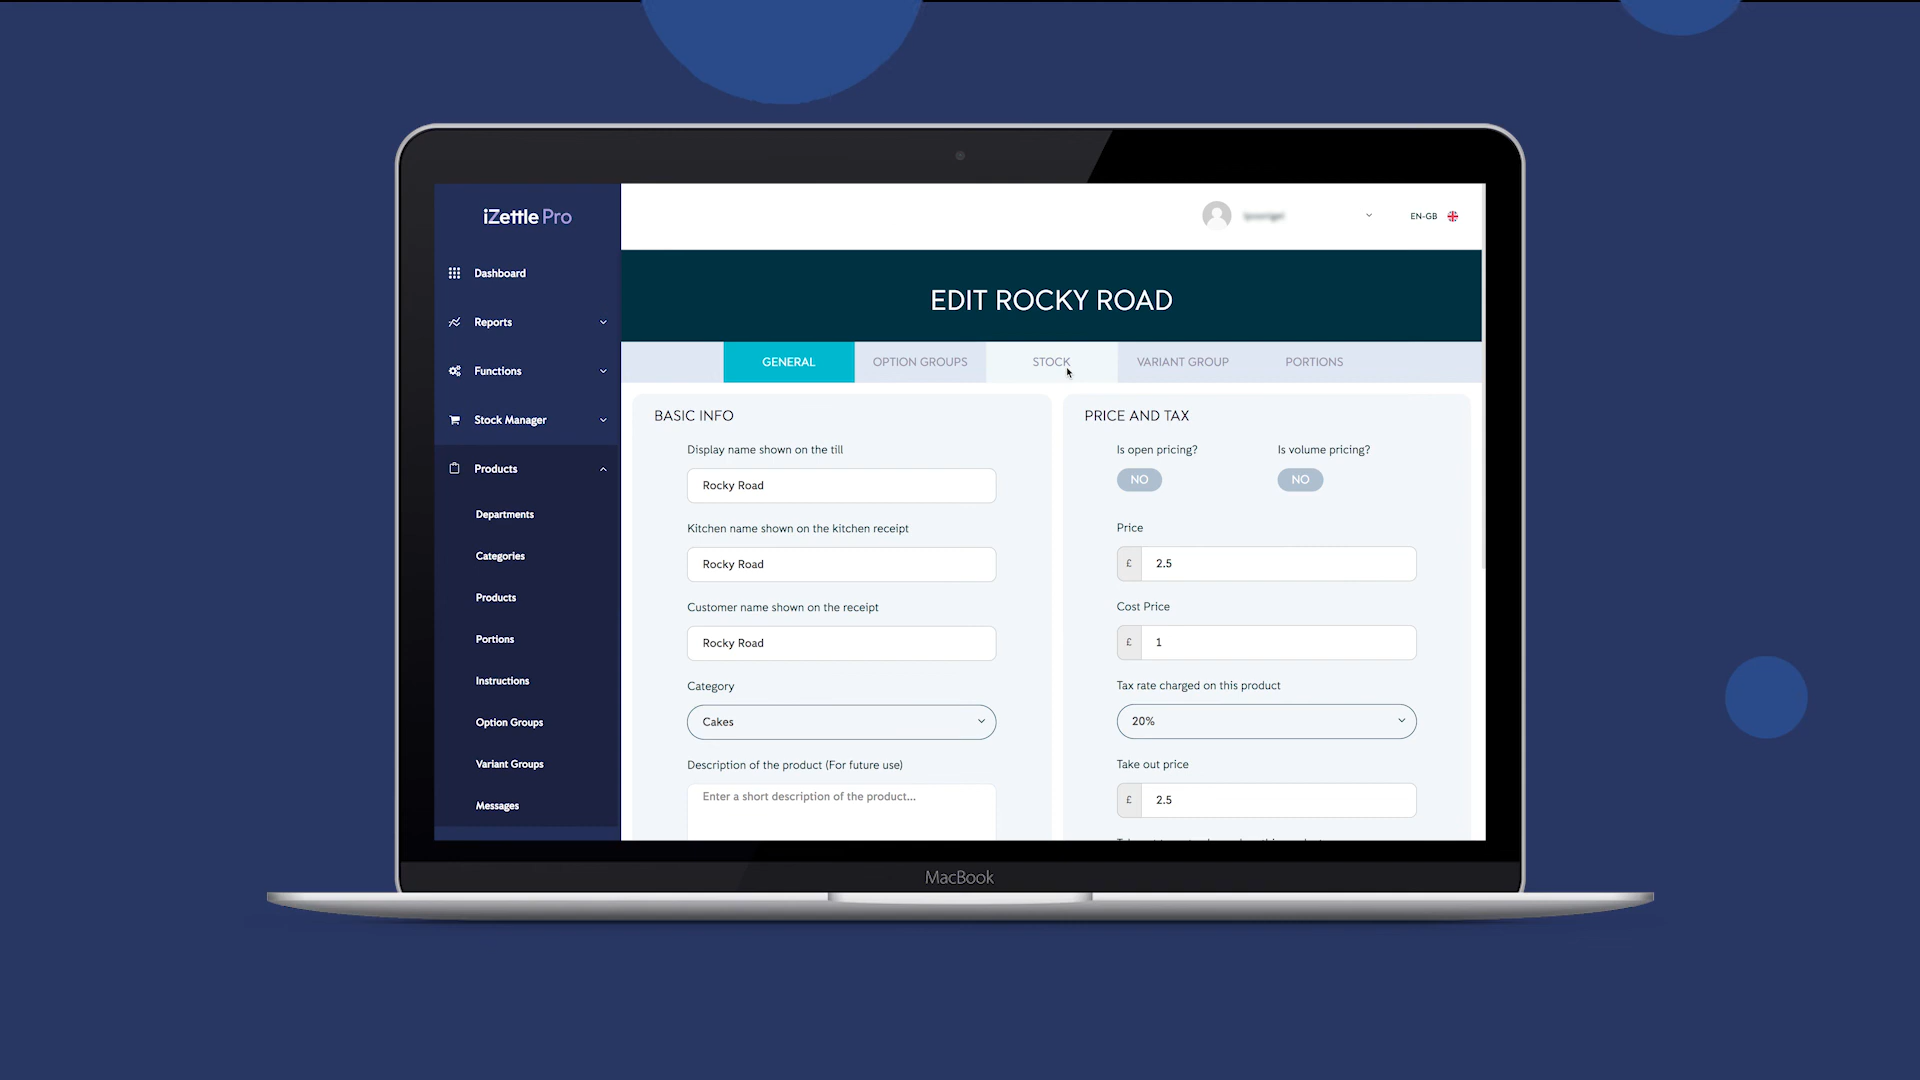 iZettle Pro
EN-GB
Dashboard
Reports
Functions
Stock Manager
Products
Departments
Categories
Products
Portions
Instructions
Option Groups
Variant Groups
Messages
EDIT ROCKY ROAD
GENERAL
OPTION GROUPS
STOCK
VARIANT GROUP
PORTIONS
BASIC INFO
Display name shown on the till
Rocky Road
Kitchen name shown on the kitchen receipt
Rocky Road
Customer name shown on the receipt
Rocky Road
Category
Cakes
Description of the product (For future use)
Enter a short description of the product...
PRICE AND TAX
Is open pricing?
Is volume pricing?
NO
NO
Price
£ 2.5
Cost Price
£ 1
Tax rate charged on this product
20%
Take out price
£ 2.5
MacBook